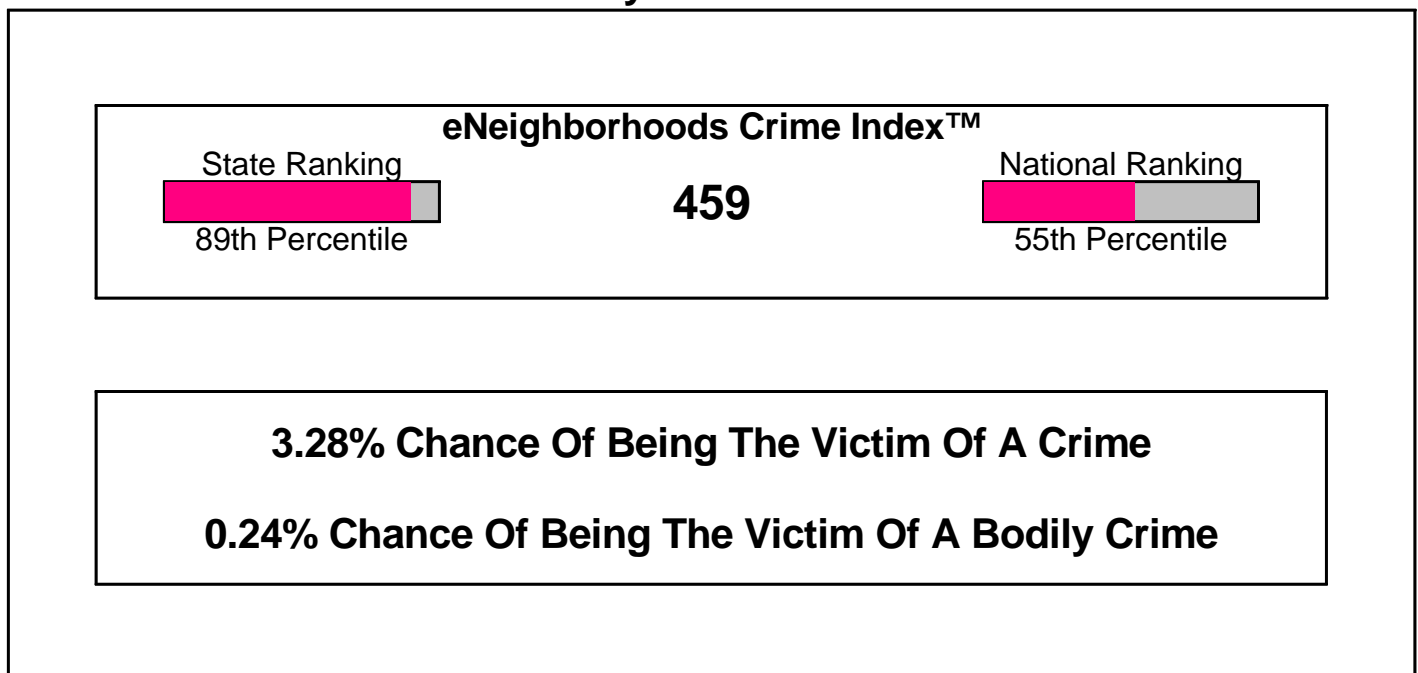 eNeighborhoods Crime Index™
State Ranking
National Ranking
459
89th Percentile
55th Percentile
3.28% Chance Of Being The Victim Of A Crime
0.24% Chance Of Being The Victim Of A Bodily Crime